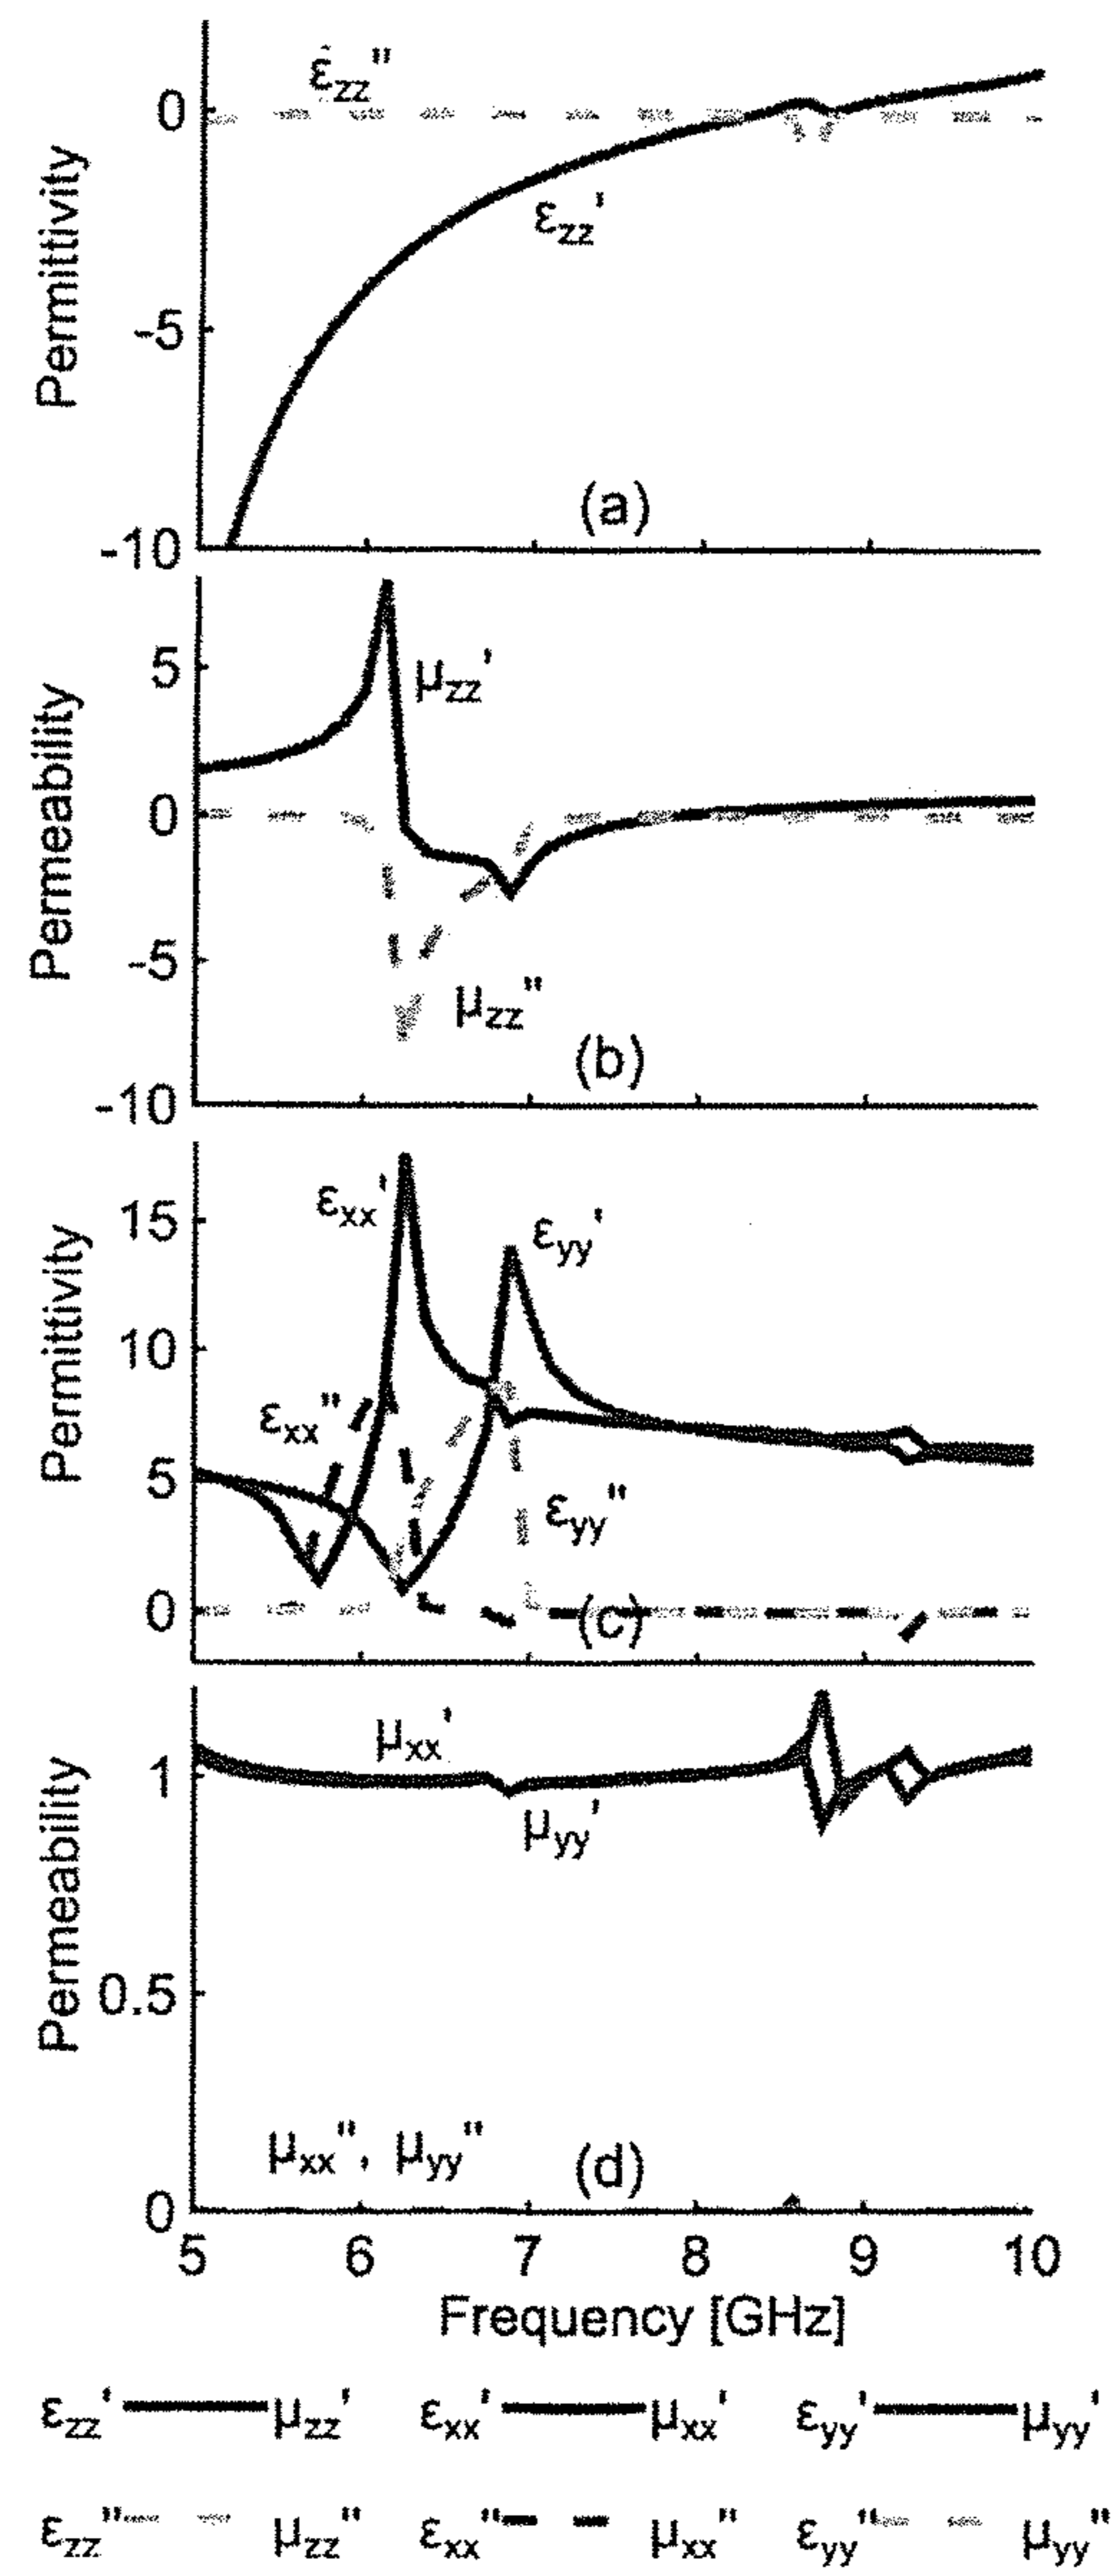 Permittivity
0
-5
-10
εzz"
εzz'
(a)
Permeability
5
0
-5
-10
μzz'
μzz"
(b)
Permittivity
15
10
5
0
εxx'
εyy'
εxx"
εyy"
(c)
Permeability
1
0.5
0
μxx'
μyy'
μxx", μyy"
(d)
5 6 7 8 9 10
Frequency [GHz]
εzz' μzz' εxx' μxx' εyy' μyy'
εzz" μzz" εxx" μxx" εyy" μyy"